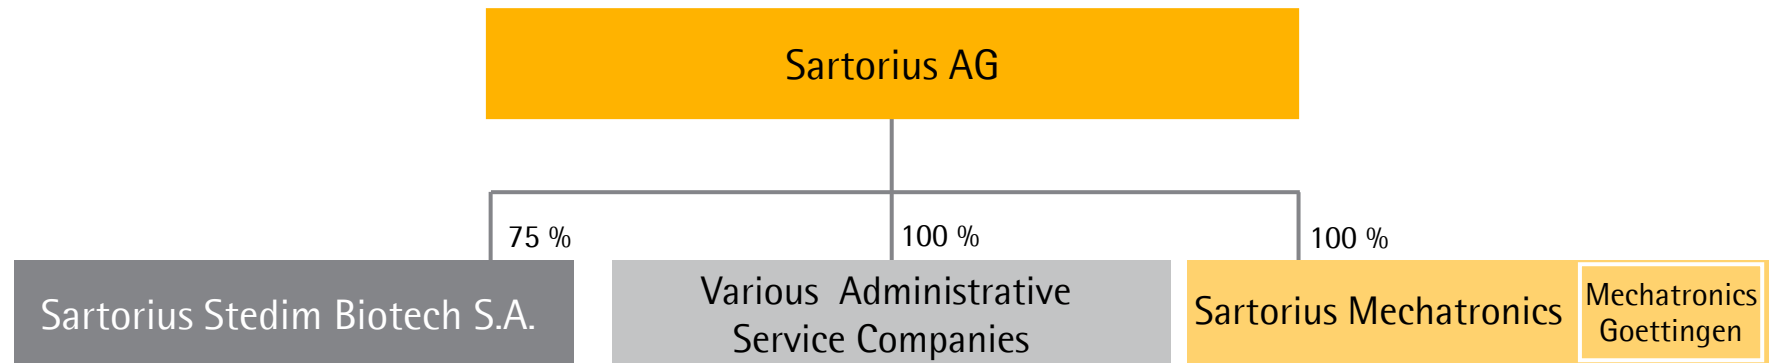 Sartorius AG
75 %
100 %
100 %
Sartorius Stedim Biotech S.A.
Various Administrative
Service Companies
Sartorius Mechatronics
Mechatronics
Goettingen